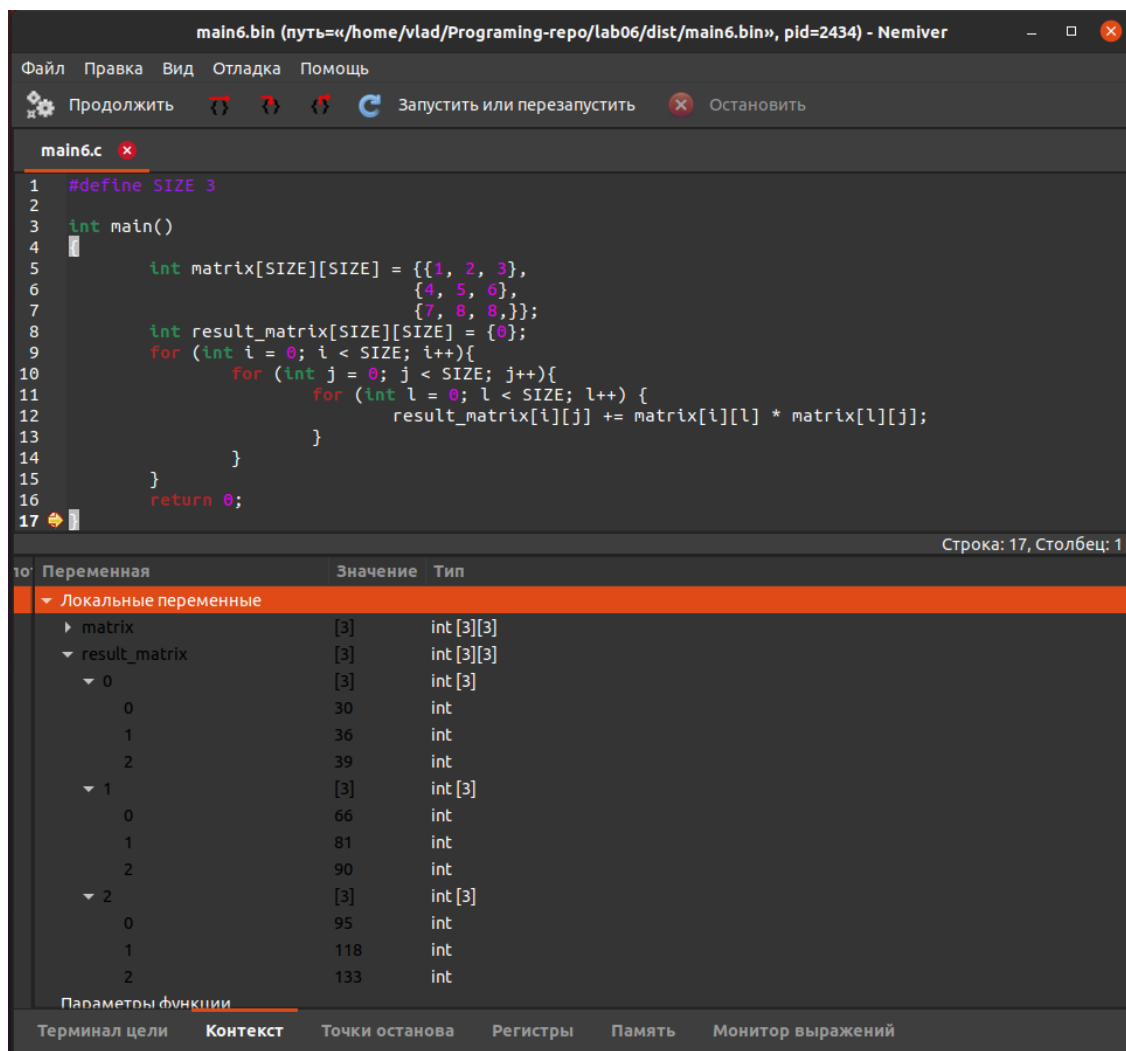 main6.bin (путь=«/home/vlad/Programing-repo/lab06/dist/main6.bin», pid=2434) - Nemiver
Файл Правка Вид Отладка Помощь
Продолжить Запустить или перезапустить Остановить
main6.c
1 #define SIZE 3
2
3 int main()
4 {
5 int matrix[SIZE][SIZE] = {{1, 2, 3},
6 {4, 5, 6},
7 {7, 8, 8,}};
8 int result_matrix[SIZE][SIZE] = {0};
9 for (int i = 0; i < SIZE; i++){
10 for (int j = 0; j < SIZE; j++){
11 for (int l = 0; l < SIZE; l++) {
12 result_matrix[i][j] += matrix[i][l] * matrix[l][j];
13 }
14 }
15 }
16 return 0;
17 }
Строка: 17, Столбец: 1
Переменная Значение Тип
Локальные переменные
matrix [3] int [3][3]
result_matrix [3] int [3][3]
0 [3] int [3]
0 30 int
1 36 int
2 39 int
1 [3] int [3]
0 66 int
1 81 int
2 90 int
2 [3] int [3]
0 95 int
1 118 int
2 133 int
Параметры функции
Терминал цели Контекст Точки останова Регистры Память Монитор выражений